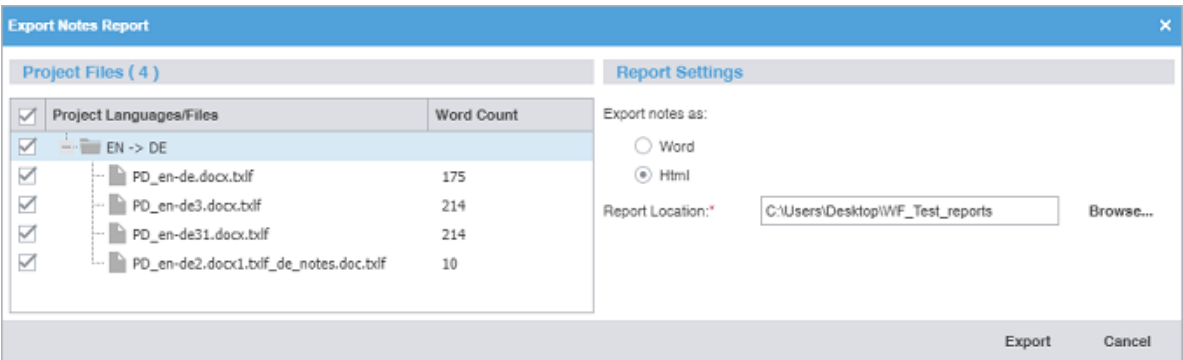 Export Notes Report
Project Files ( 4 )
Project Languages/Files Word Count
EN -> DE
PD_en-de.docx.txlf 175
PD_en-de3.docx.txlf 214
PD_en-de31.docx.txlf 214
PD_en-de2.docx1.txlf_de_notes.doc.txlf 10
Report Settings
Export notes as:
Word
Html
Report Location:* C:\Users\Desktop\WF_Test_reports Browse...
Export Cancel